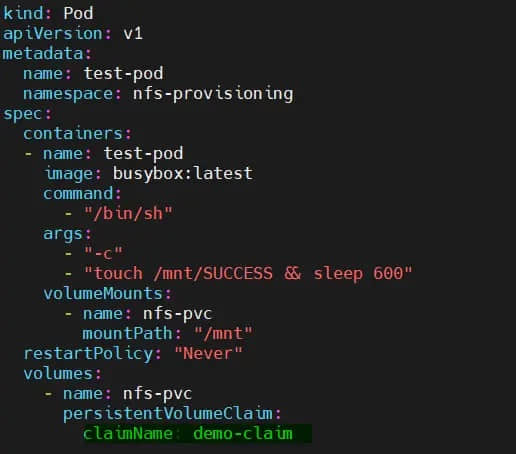 kind: Pod
apiVersion: v1
metadata:
  name: test-pod
  namespace: nfs-provisioning
spec:
  containers:
  - name: test-pod
    image: busybox:latest
    command:
      - "/bin/sh"
    args:
      - "-c"
      - "touch /mnt/SUCCESS && sleep 600"
    volumeMounts:
      - name: nfs-pvc
        mountPath: "/mnt"
  restartPolicy: "Never"
  volumes:
    - name: nfs-pvc
      persistentVolumeClaim:
        claimName: demo-claim